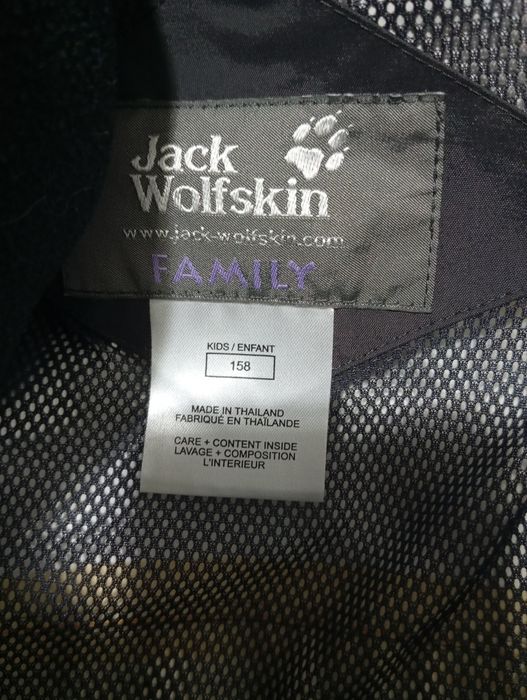 Jack
Wolfskin
www.jack-wolfskin.com
FAMILY
KIDS / ENFANT
158
MADE IN THAILAND
FABRIQUÉ EN THAÏLANDE
CARE + CONTENT INSIDE
LAVAGE + COMPOSITION
L'INTERIEUR